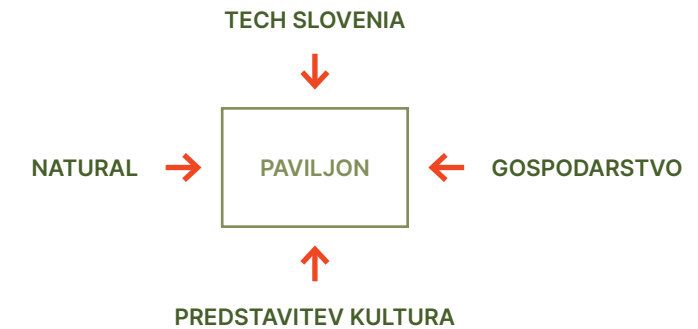 TECH SLOVENIA
NATURAL
PAVILJON
GOSPODARSTVO
PREDSTAVITEV KULTURA